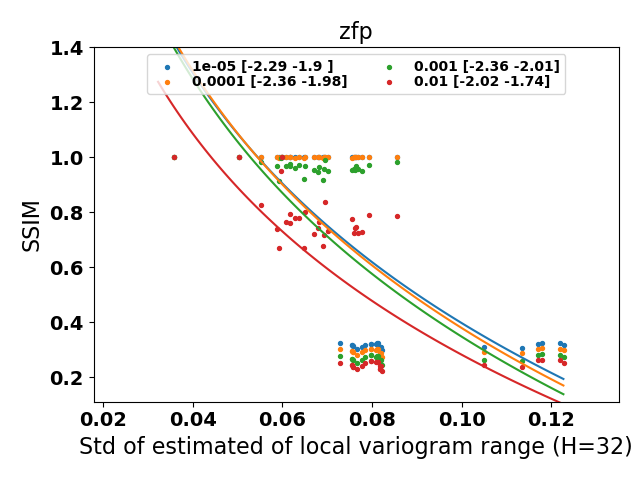 zfp
1e-05 [-2.29 -1.9 ]
0.0001 [-2.36 -1.98]
0.001 [-2.36 -2.01]
0.01 [-2.02 -1.74]
SSIM
1.4
1.2
1.0
0.8
0.6
0.4
0.2
0.02 0.04 0.06 0.08 0.10 0.12
Std of estimated of local variogram range (H=32)